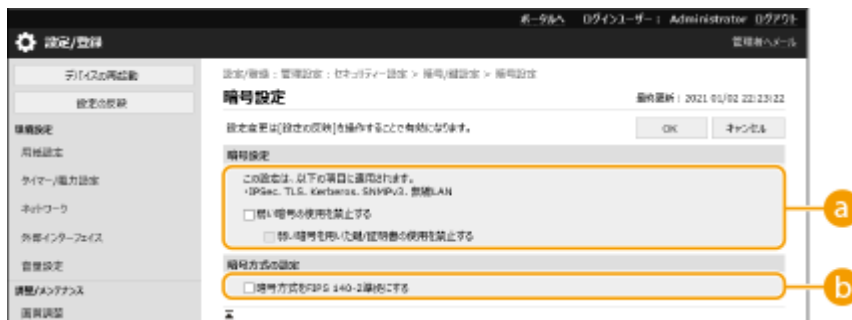 ポータルへ ログインユーザー： Administrator ログアウト
設定/登録
管理者へメール
デバイスの再起動
設定の反映
環境設定
用紙設定
タイマー/電力設定
ネットワーク
外部インターフェイス
音量設定
調整/メンテナンス
画質調整
設定/登録 : 管理設定 : セキュリティー設定 > 暗号/鍵設定 > 暗号設定
暗号設定
最終更新 : 2021 01/02 22:23:22
設定変更は[設定の反映]を操作することで有効になります。
OK キャンセル
暗号設定
この設定は、以下の項目に適用されます。
・IPSec, TLS, Kerberos, SNMPv3, 無線LAN
弱い暗号の使用を禁止する
弱い暗号を用いた鍵/証明書の使用を禁止する
a
暗号方式の設定
暗号方式をFIPS 140-2準拠にする
b